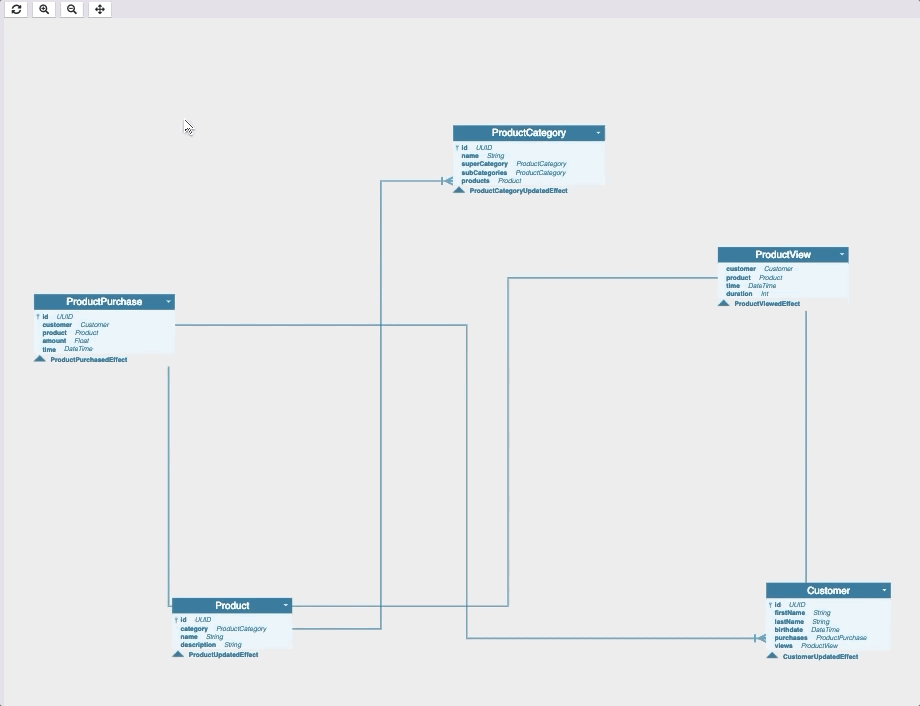 ProductCategory
id UUID
name String
superCategory ProductCategory
subCategories ProductCategory
products Product
ProductCategoryUpdatedEffect
ProductView
customer Customer
product Product
time DateTime
duration Int
ProductViewedEffect
ProductPurchase
id UUID
customer Customer
product Product
amount Float
time DateTime
ProductPurchasedEffect
Product
id UUID
category ProductCategory
name String
description String
ProductUpdatedEffect
Customer
id UUID
firstName String
lastName String
birthdate DateTime
purchases ProductPurchase
views ProductView
CustomerUpdatedEffect